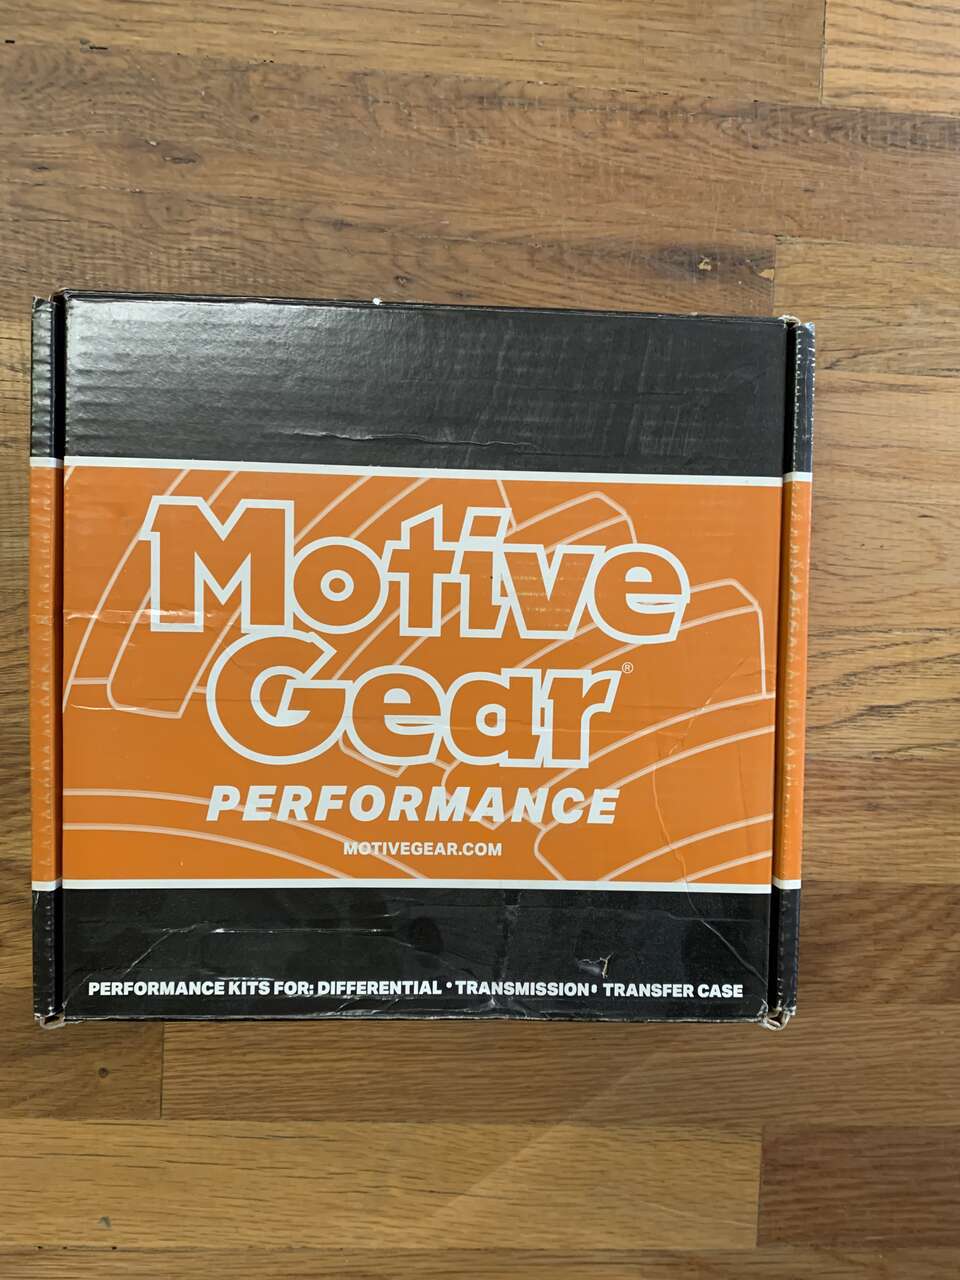 Motive
Gear®
PERFORMANCE
MOTIVEGEAR.COM
PERFORMANCE KITS FOR: DIFFERENTIAL • TRANSMISSION • TRANSFER CASE